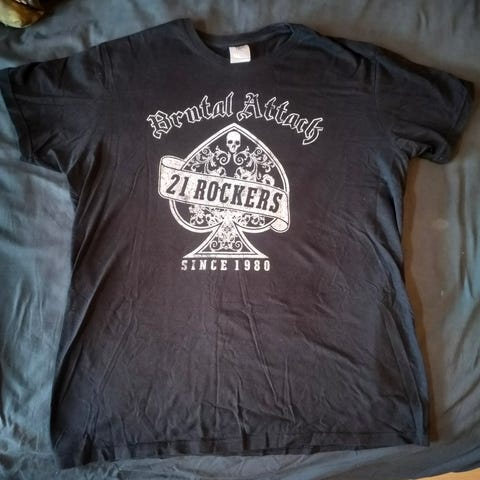 Brutal Attack
21 ROCKERS
SINCE 1980